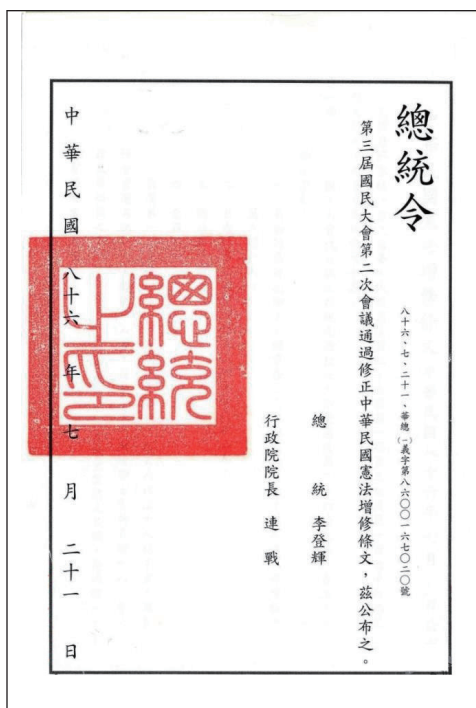 總統令
八十六、七、二十一、華總㈠義字第八六〇〇一六七〇二〇號
第三屆國民大會第二次會議通過修正中華民國憲法增修條文，茲公布之。
總統 李登輝
行政院院長 連戰
總統之印
中華民國八十六年七月二十一日